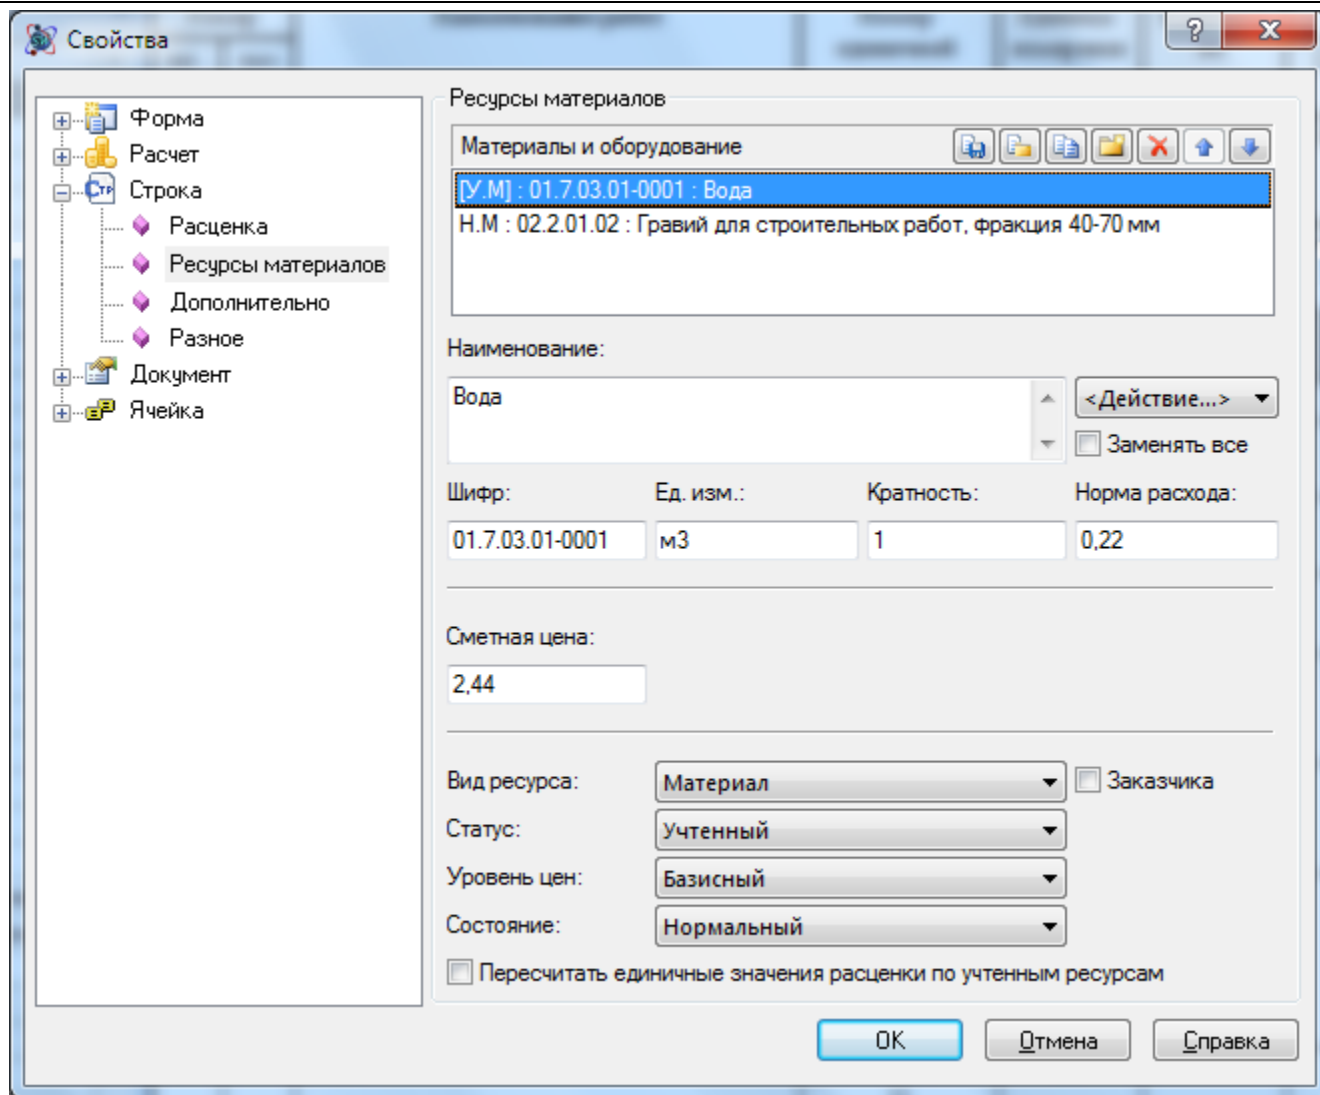 Свойства
?
X
Форма
Расчет
Стр
Строка
Расценка
Ресурсы материалов
Дополнительно
Разное
Документ
Ячейка
Ресурсы материалов
Материалы и оборудование
[У.М] : 01.7.03.01-0001 : Вода
Н.М : 02.2.01.02 : Гравий для строительных работ, фракция 40-70 мм
Наименование:
Вода
<Действие...>
Заменять все
Шифр: Ед. изм.: Кратность: Норма расхода:
01.7.03.01-0001 м3 1 0,22
Сметная цена:
2,44
Вид ресурса: Материал Заказчика
Статус: Учтенный
Уровень цен: Базисный
Состояние: Нормальный
Пересчитать единичные значения расценки по учтенным ресурсам
OK Отмена Справка